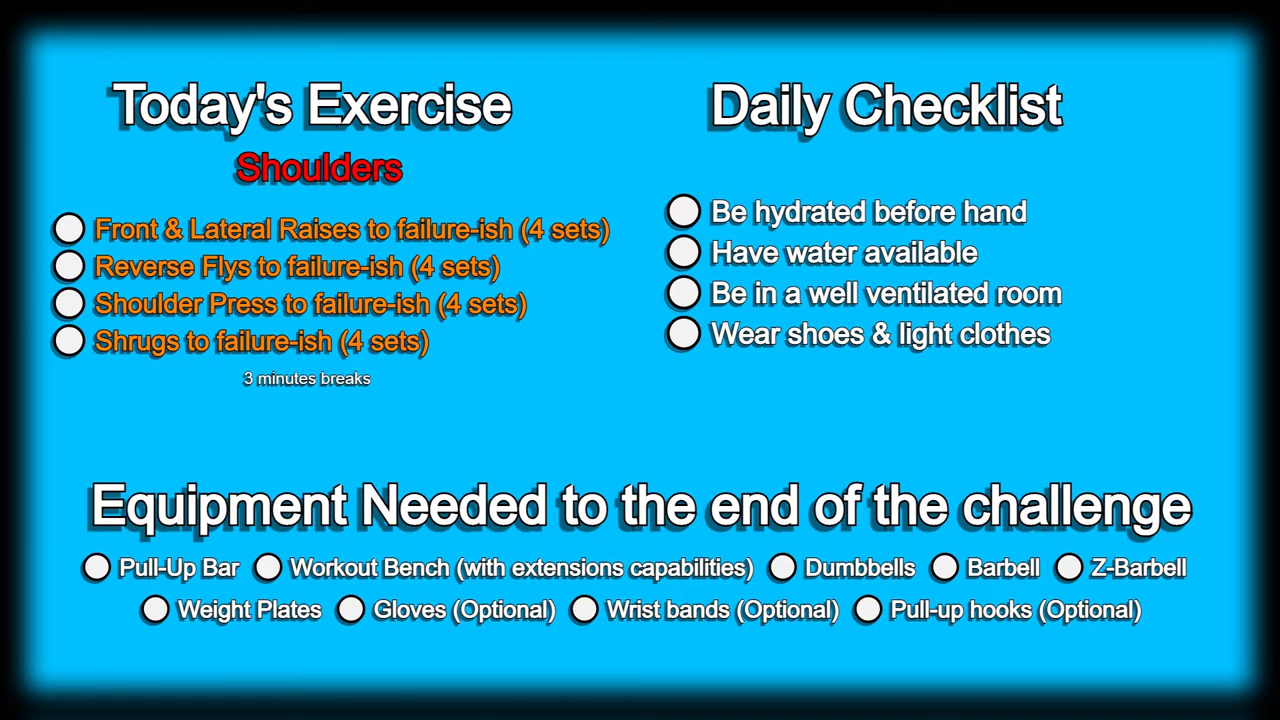 Today's Exercise
Shoulders
Front & Lateral Raises to failure-ish (4 sets)
Reverse Flys to failure-ish (4 sets)
Shoulder Press to failure-ish (4 sets)
Shrugs to failure-ish (4 sets)
3 minutes breaks
Daily Checklist
Be hydrated before hand
Have water available
Be in a well ventilated room
Wear shoes & light clothes
Equipment Needed to the end of the challenge
Pull-Up Bar Workout Bench (with extensions capabilities) Dumbbells Barbell Z-Barbell
Weight Plates Gloves (Optional) Wrist bands (Optional) Pull-up hooks (Optional)